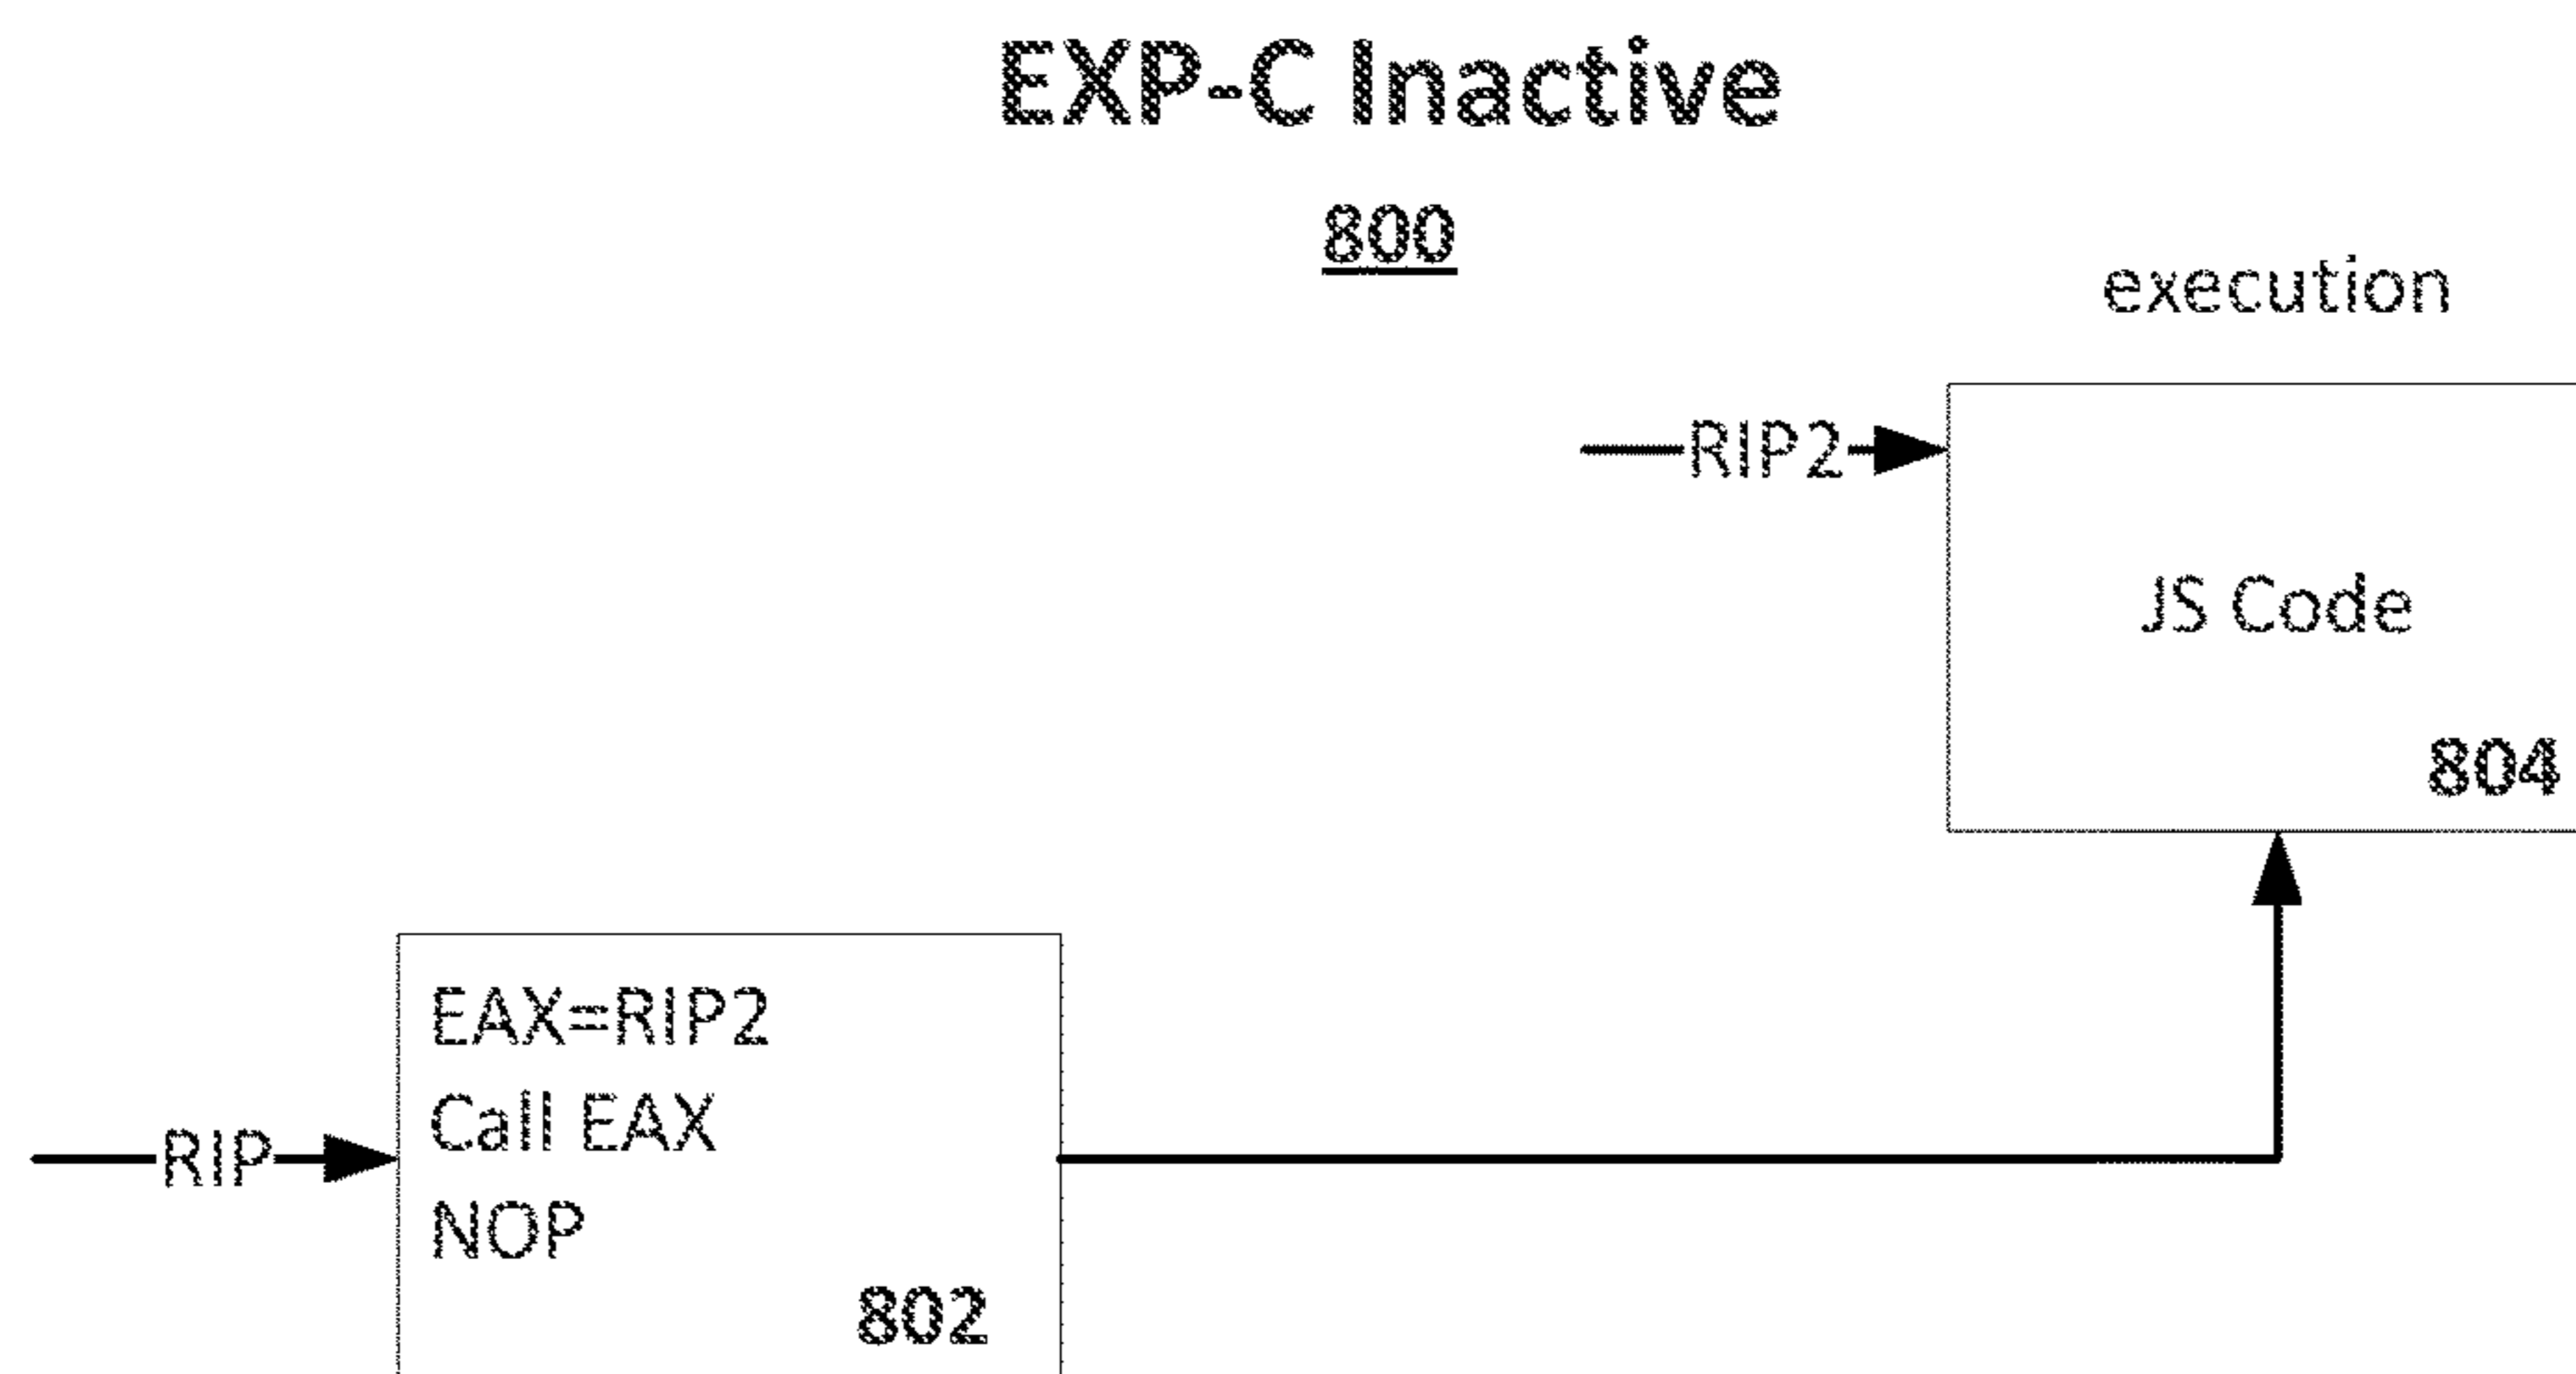 EXP-C Inactive
800
execution
RIP2
JS Code
804
EAX=RIP2
Call EAX
RIP
NOP
802